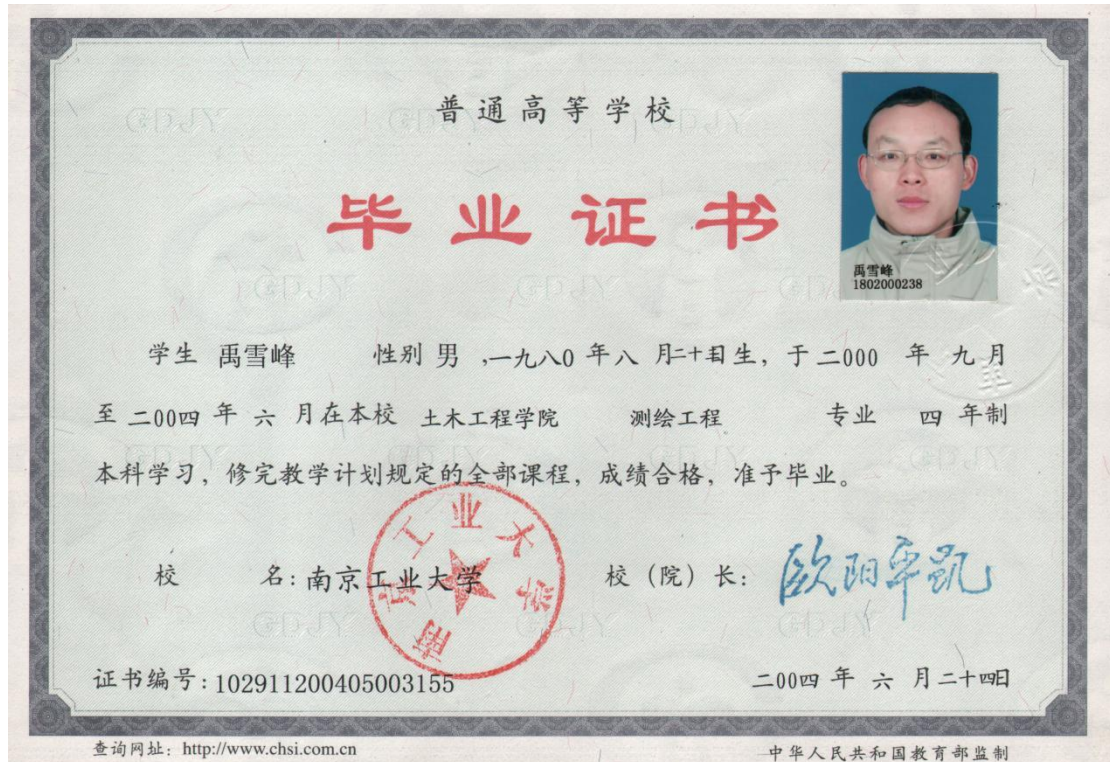 普通高等学校
毕业证书
禹雪峰
1802000238
学生 禹雪峰 性别 男 ,一九八0 年八 月二十日生, 于二000 年 九月
至 二00四 年 六 月在本校 土木工程学院 测绘工程 专业 四 年制
本科学习, 修完教学计划规定的全部课程, 成绩合格, 准予毕业。
校 名: 南京工业大学 校 (院) 长: 欧阳平凯
南京工业大学
证书编号: 102911200405003155 二00四 年 六 月二十四日
查询网址: http://www.chsi.com.cn 中华人民共和国教育部监制